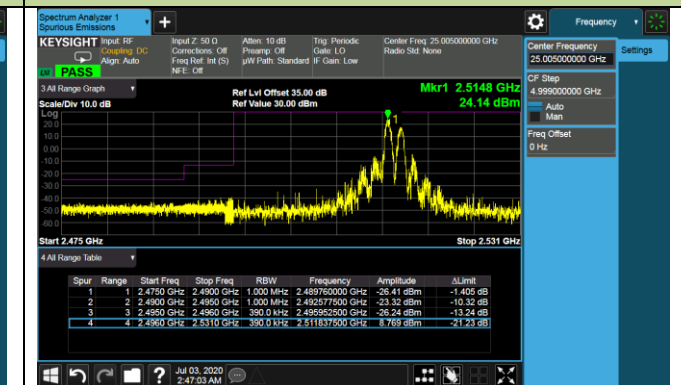 Spectrum Analyzer 1
Spurious Emissions
Frequency
KEYSIGHT Input: RF
Coupling: DC
Align: Auto
Input Z: 50 Ω
Corrections: Off
Freq Ref: Int (S)
NFE: Off
Atten: 10 dB
Preamp: Off
µW Path: Standard
Trig: Periodic
Gate: LO
IF Gain: Low
Center Freq: 25.005000000 GHz
Radio Std: None
PASS
Center Frequency
25.005000000 GHz
Settings
CF Step
4.999000000 GHz
Auto
Man
Freq Offset
0 Hz
3 All Range Graph
Scale/Div 10.0 dB
Ref Lvl Offset 35.00 dB
Ref Value 30.00 dBm
Mkr1 2.5148 GHz
24.14 dBm
Log
20.0
10.0
0.00
-10.0
-20.0
-30.0
-40.0
-50.0
-60.0
1
Start 2.475 GHz
Stop 2.531 GHz
4 All Range Table
Spur Range Start Freq Stop Freq RBW Frequency Amplitude ΔLimit
1 1 2.4750 GHz 2.4900 GHz 1.000 MHz 2.489760000 GHz -26.41 dBm -1.405 dB
2 2 2.4900 GHz 2.4950 GHz 1.000 MHz 2.492577500 GHz -23.32 dBm -10.32 dB
3 3 2.4950 GHz 2.4960 GHz 390.0 kHz 2.495952500 GHz -26.24 dBm -13.24 dB
4 4 2.4960 GHz 2.5310 GHz 390.0 kHz 2.511837500 GHz 8.769 dBm -21.23 dB
?
Jul 03, 2020
2:47:03 AM